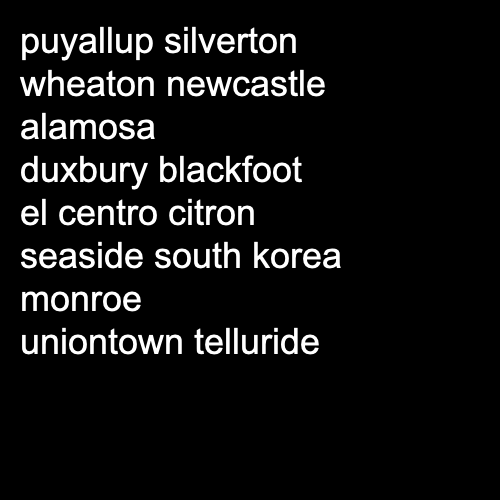 puyallup silverton
wheaton newcastle
alamosa
duxbury blackfoot
el centro citron
seaside south korea
monroe
uniontown telluride